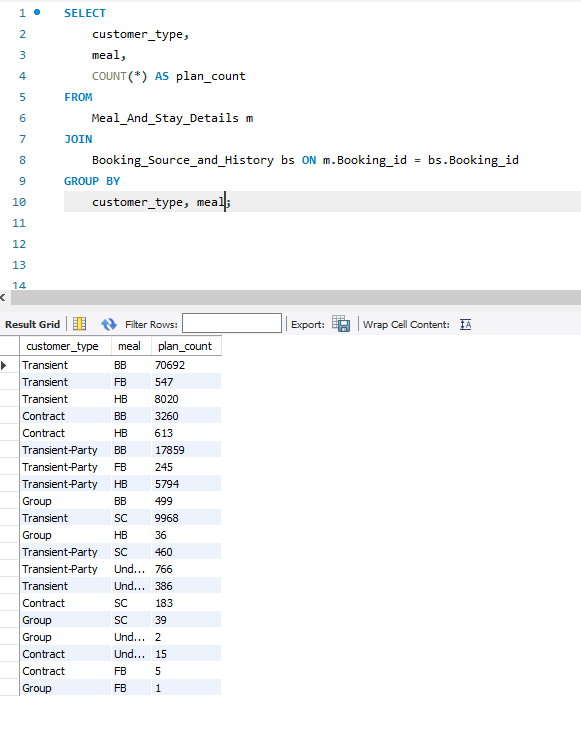 1 SELECT
2 customer_type,
3 meal,
4 COUNT(*) AS plan_count
5 FROM
6 Meal_And_Stay_Details m
7 JOIN
8 Booking_Source_and_History bs ON m.Booking_id = bs.Booking_id
9 GROUP BY
10 customer_type, meal;
11
12
13
14
Result Grid Filter Rows: Export: Wrap Cell Content: IA
customer_type meal plan_count
Transient BB 70692
Transient FB 547
Transient HB 8020
Contract BB 3260
Contract HB 613
Transient-Party BB 17859
Transient-Party FB 245
Transient-Party HB 5794
Group BB 499
Transient SC 9968
Group HB 36
Transient-Party SC 460
Transient-Party Und... 766
Transient Und... 386
Contract SC 183
Group SC 39
Group Und... 2
Contract Und... 15
Contract FB 5
Group FB 1